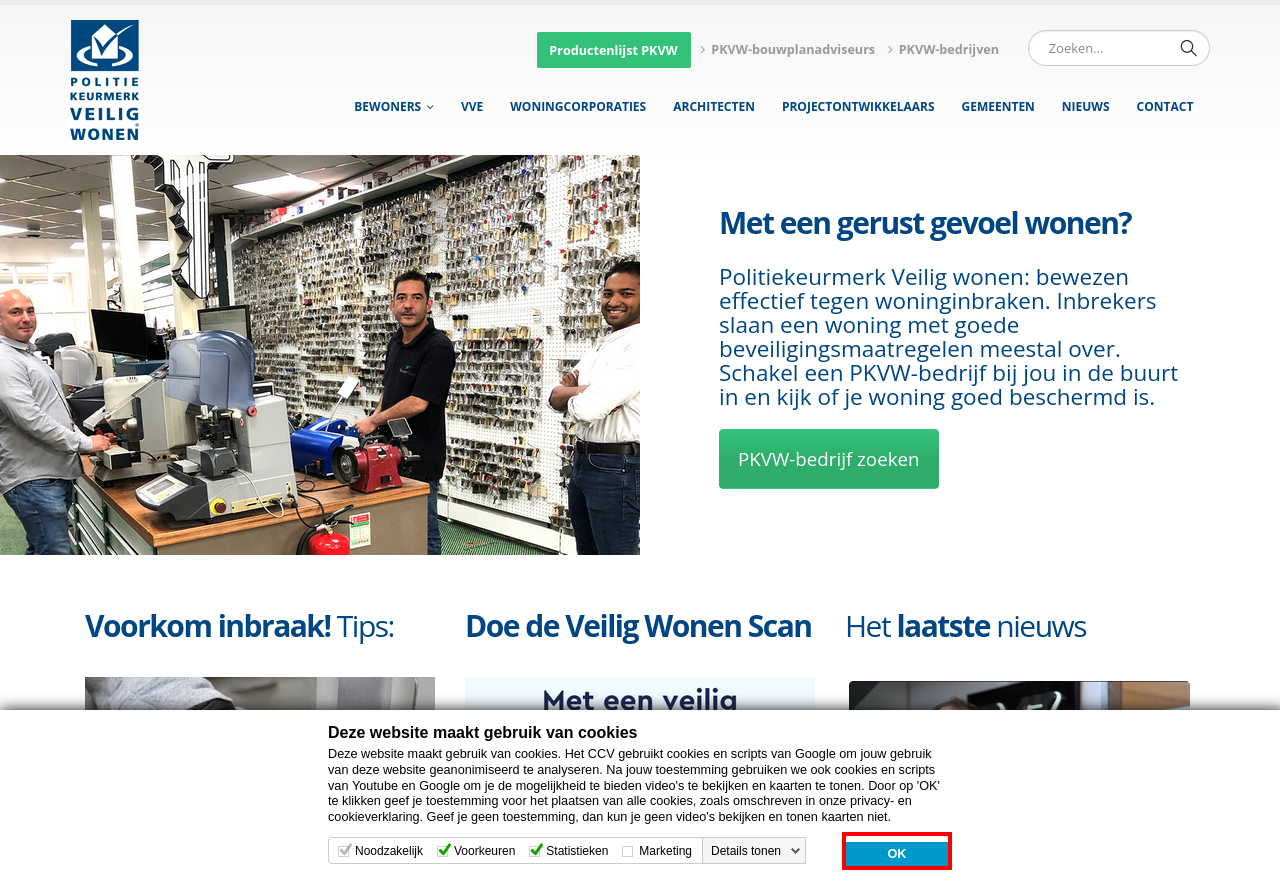 POLITIE
KEURMERK
VEILIG
WONEN
Productenlijst PKVW
PKVW-bouwplanadviseurs
PKVW-bedrijven
Zoeken...
BEWONERS
VVE
WONINGCORPORATIES
ARCHITECTEN
PROJECTONTWIKKELAARS
GEMEENTEN
NIEUWS
CONTACT
Met een gerust gevoel wonen?
Politiekeurmerk Veilig wonen: bewezen
effectief tegen woninginbraken. Inbrekers
slaan een woning met goede
beveiligingsmaatregelen meestal over.
Schakel een PKVW-bedrijf bij jou in de buurt
in en kijk of je woning goed beschermd is.
PKVW-bedrijf zoeken
Voorkom inbraak! Tips:
Doe de Veilig Wonen Scan
Het laatste nieuws
Met een veilig
Deze website maakt gebruik van cookies
Deze website maakt gebruik van cookies. Het CCV gebruikt cookies en scripts van Google om jouw gebruik
van deze website geanonimiseerd te analyseren. Na jouw toestemming gebruiken we ook cookies en scripts
van Youtube en Google om je de mogelijkheid te bieden video's te bekijken en kaarten te tonen. Door op 'OK'
te klikken geef je toestemming voor het plaatsen van alle cookies, zoals omschreven in onze privacy- en
cookieverklaring. Geef je geen toestemming, dan kun je geen video's bekijken en tonen kaarten niet.
Noodzakelijk
Voorkeuren
Statistieken
Marketing
Details tonen
OK